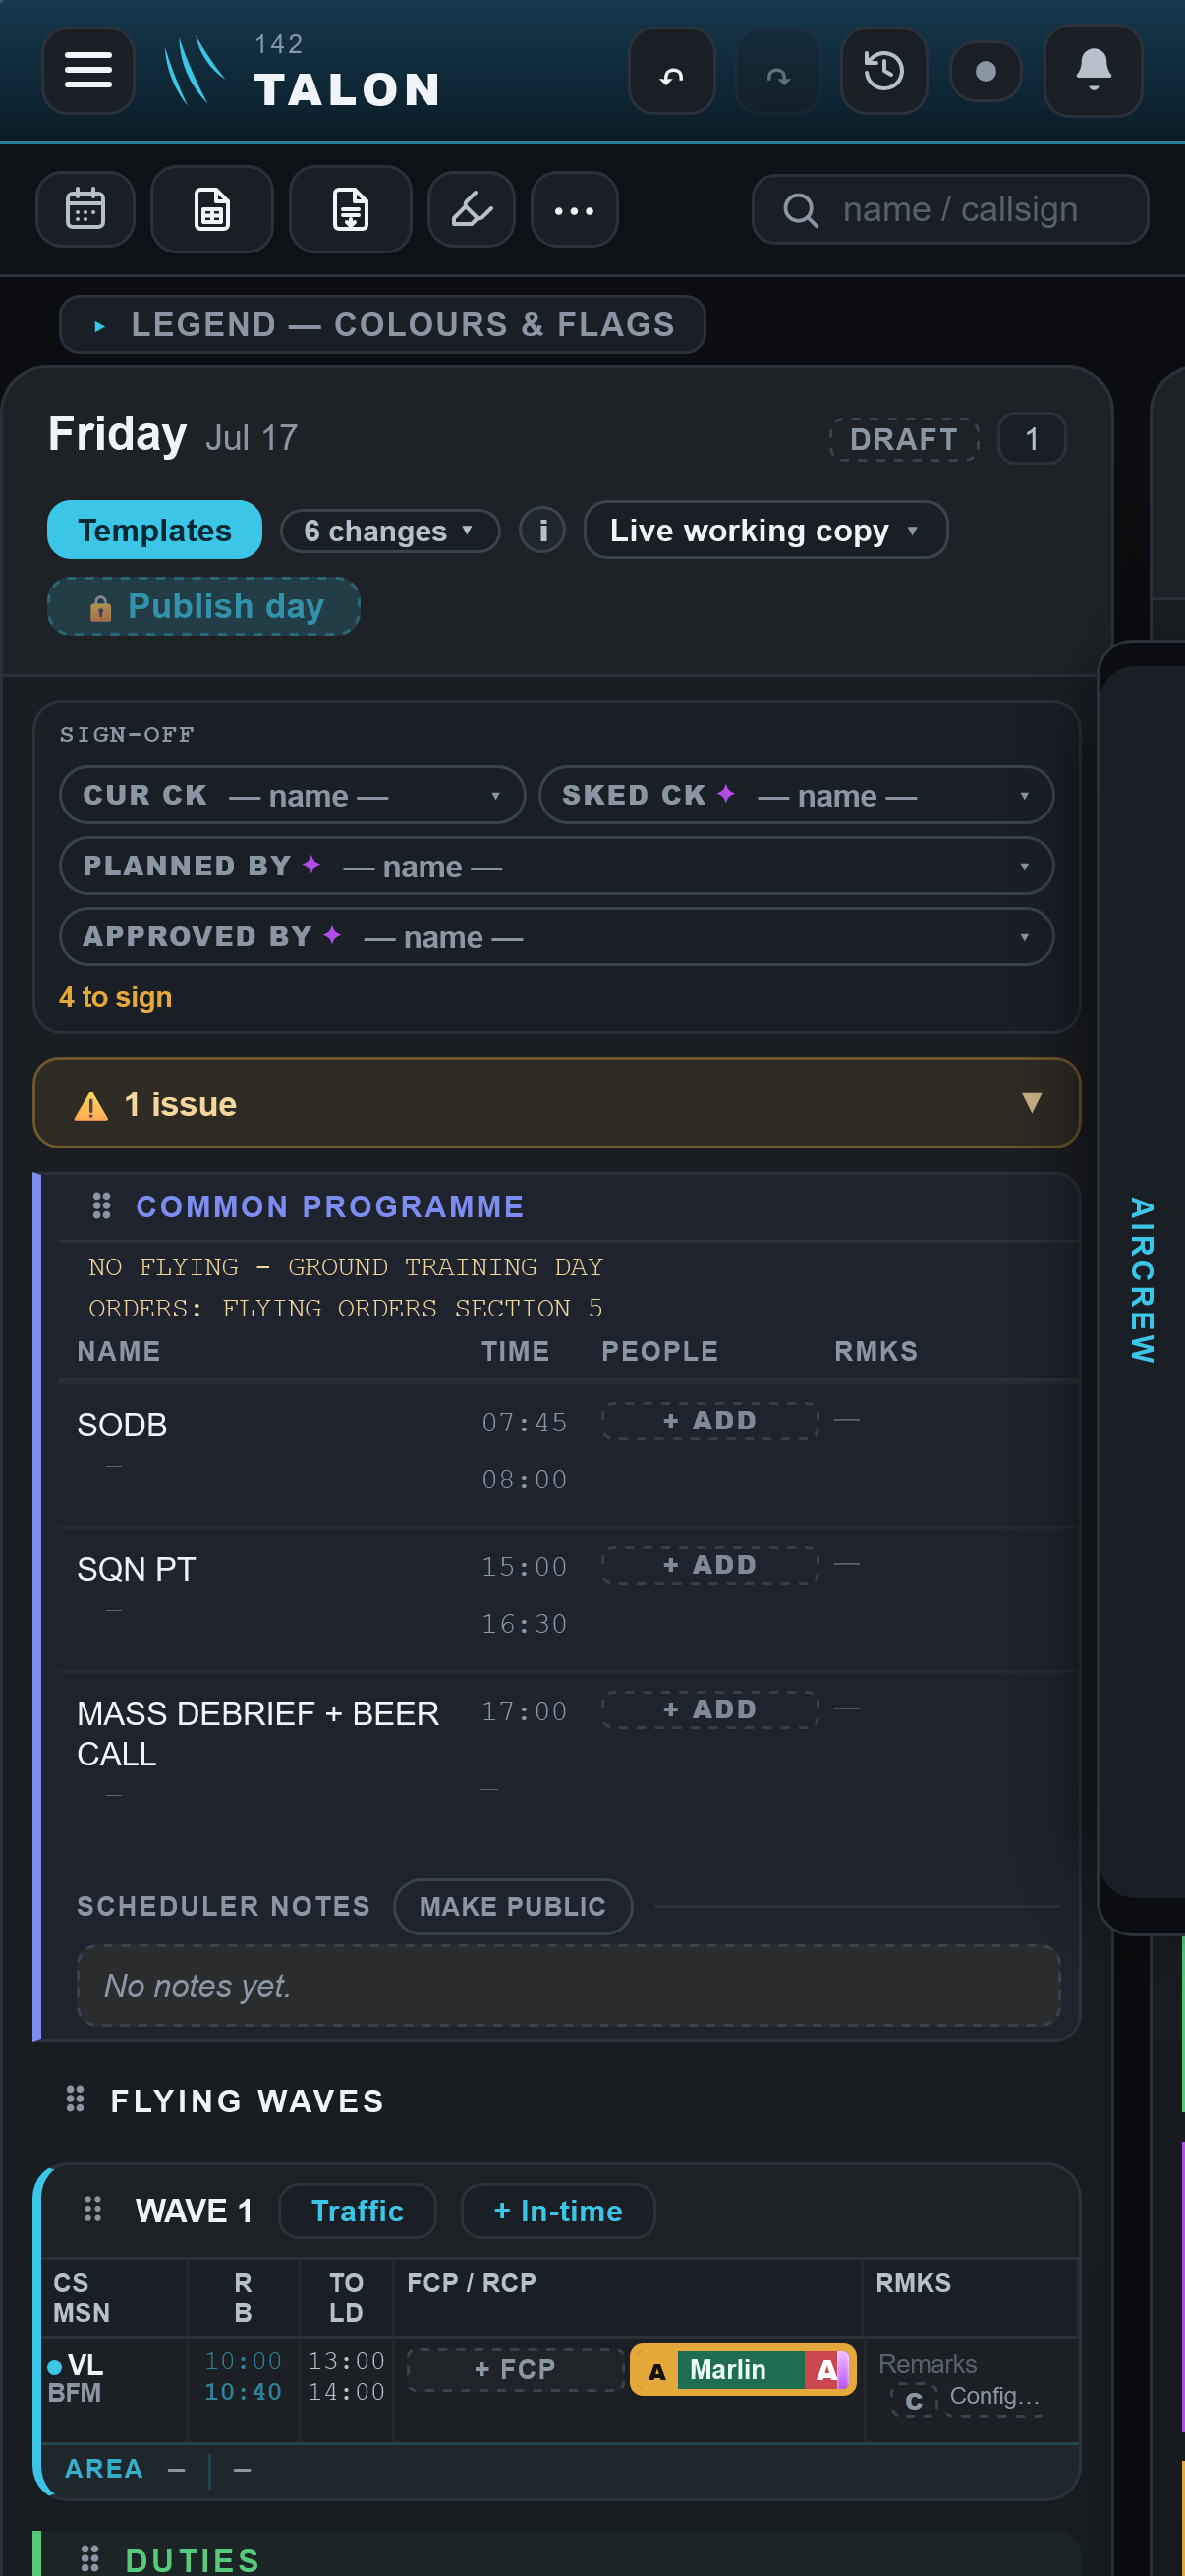 142
TALON
name / callsign
LEGEND — COLOURS & FLAGS
Friday Jul 17
DRAFT 1
Templates 6 changes i Live working copy
Publish day
SIGN-OFF
CUR CK — name — SKED CK — name —
PLANNED BY — name —
APPROVED BY — name —
4 to sign
1 issue
COMMON PROGRAMME
NO FLYING - GROUND TRAINING DAY
ORDERS: FLYING ORDERS SECTION 5
NAME TIME PEOPLE RMKS
SODB 07:45 + ADD —
— 08:00
SQN PT 15:00 + ADD —
— 16:30
MASS DEBRIEF + BEER 17:00 + ADD —
CALL
— —
SCHEDULER NOTES MAKE PUBLIC
No notes yet.
AIRCREW
FLYING WAVES
WAVE 1 Traffic + In-time
CS R TO FCP / RCP RMKS
MSN B LD
VL 10:00 13:00 + FCP A Marlin A Remarks
BFM 10:40 14:00 C Config…
AREA — —
DUTIES